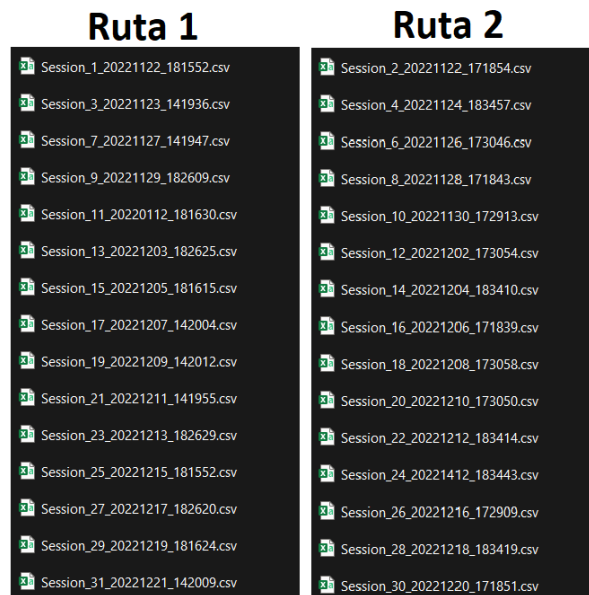 Ruta 1
Session_1_20221122_181552.csv
Session_3_20221123_141936.csv
Session_7_20221127_141947.csv
Session_9_20221129_182609.csv
Session_11_20220112_181630.csv
Session_13_20221203_182625.csv
Session_15_20221205_181615.csv
Session_17_20221207_142004.csv
Session_19_20221209_142012.csv
Session_21_20221211_141955.csv
Session_23_20221213_182629.csv
Session_25_20221215_181552.csv
Session_27_20221217_182620.csv
Session_29_20221219_181624.csv
Session_31_20221221_142009.csv
Ruta 2
Session_2_20221122_171854.csv
Session_4_20221124_183457.csv
Session_6_20221126_173046.csv
Session_8_20221128_171843.csv
Session_10_20221130_172913.csv
Session_12_20221202_173054.csv
Session_14_20221204_183410.csv
Session_16_20221206_171839.csv
Session_18_20221208_173058.csv
Session_20_20221210_173050.csv
Session_22_20221212_183414.csv
Session_24_20221412_183443.csv
Session_26_20221216_172909.csv
Session_28_20221218_183419.csv
Session_30_20221220_171851.csv